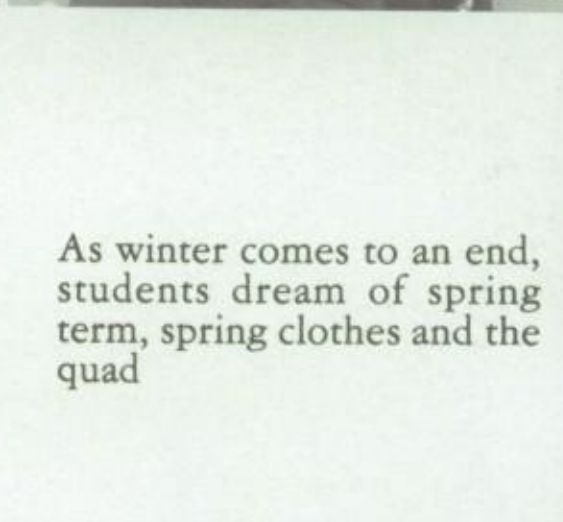 As winter comes to an end,
students dream of spring
term, spring clothes and the
quad